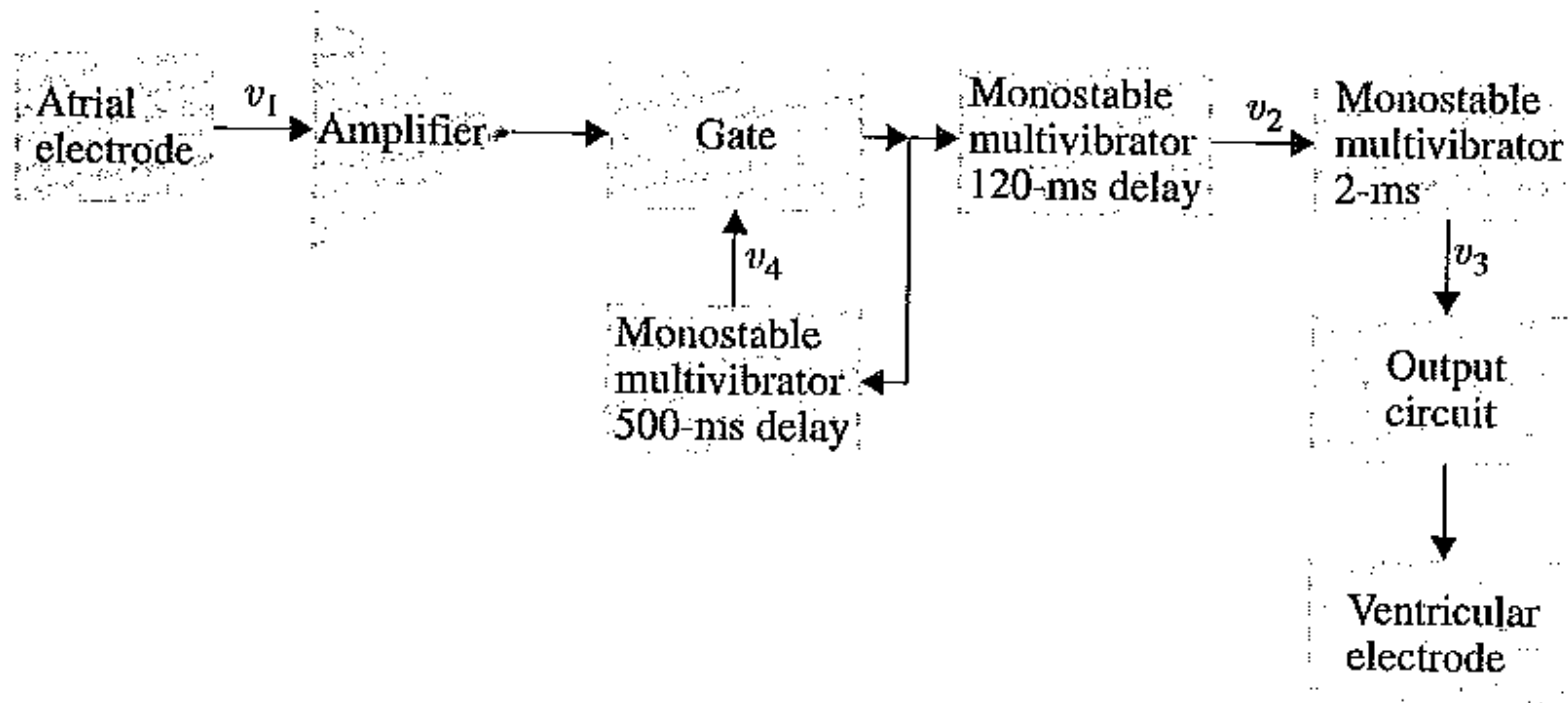 Atrial
electrode
v1
Amplifier
Gate
Monostable
multivibrator
120-ms delay
v2
Monostable
multivibrator
2-ms
v4
v3
Monostable
multivibrator
500-ms delay
Output
circuit
Ventricular
electrode